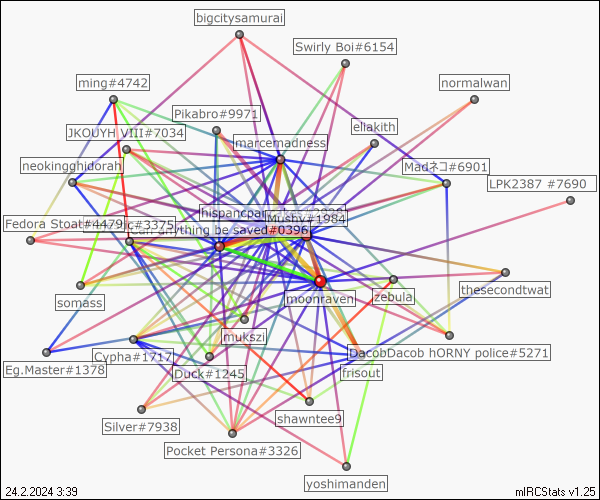 bigcitysamurai
Swirly Boi#6154
ming#4742
normalwan
Pikabro#9971
eliakith
JKOUYH VIII#7034
marcemadness
neokingghidorah
Madネコ#6901
LPK2387 #7690
hispancpa
Mushy#1984
Fedora Stoat#4479
c#3375
an anything be saved#0396
moonraven
zebula
thesecondtwat
somass
mukszi
Cypha#1717
DacobDacob hORNY police#5271
Eg.Master#1378
Duck#1245
frisout
shawntee9
Silver#7938
Pocket Persona#3326
yoshimanden
24.2.2024 3:39
mIRCStats v1.25